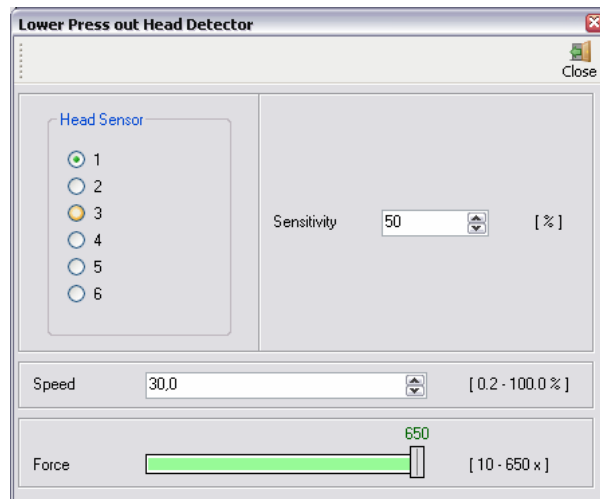 Lower Press out Head Detector
Close
Head Sensor
1
2
3
4
5
6
Sensitivity 50 [ % ]
Speed 30,0 [ 0.2 - 100.0 % ]
650
Force [ 10 - 650 x ]